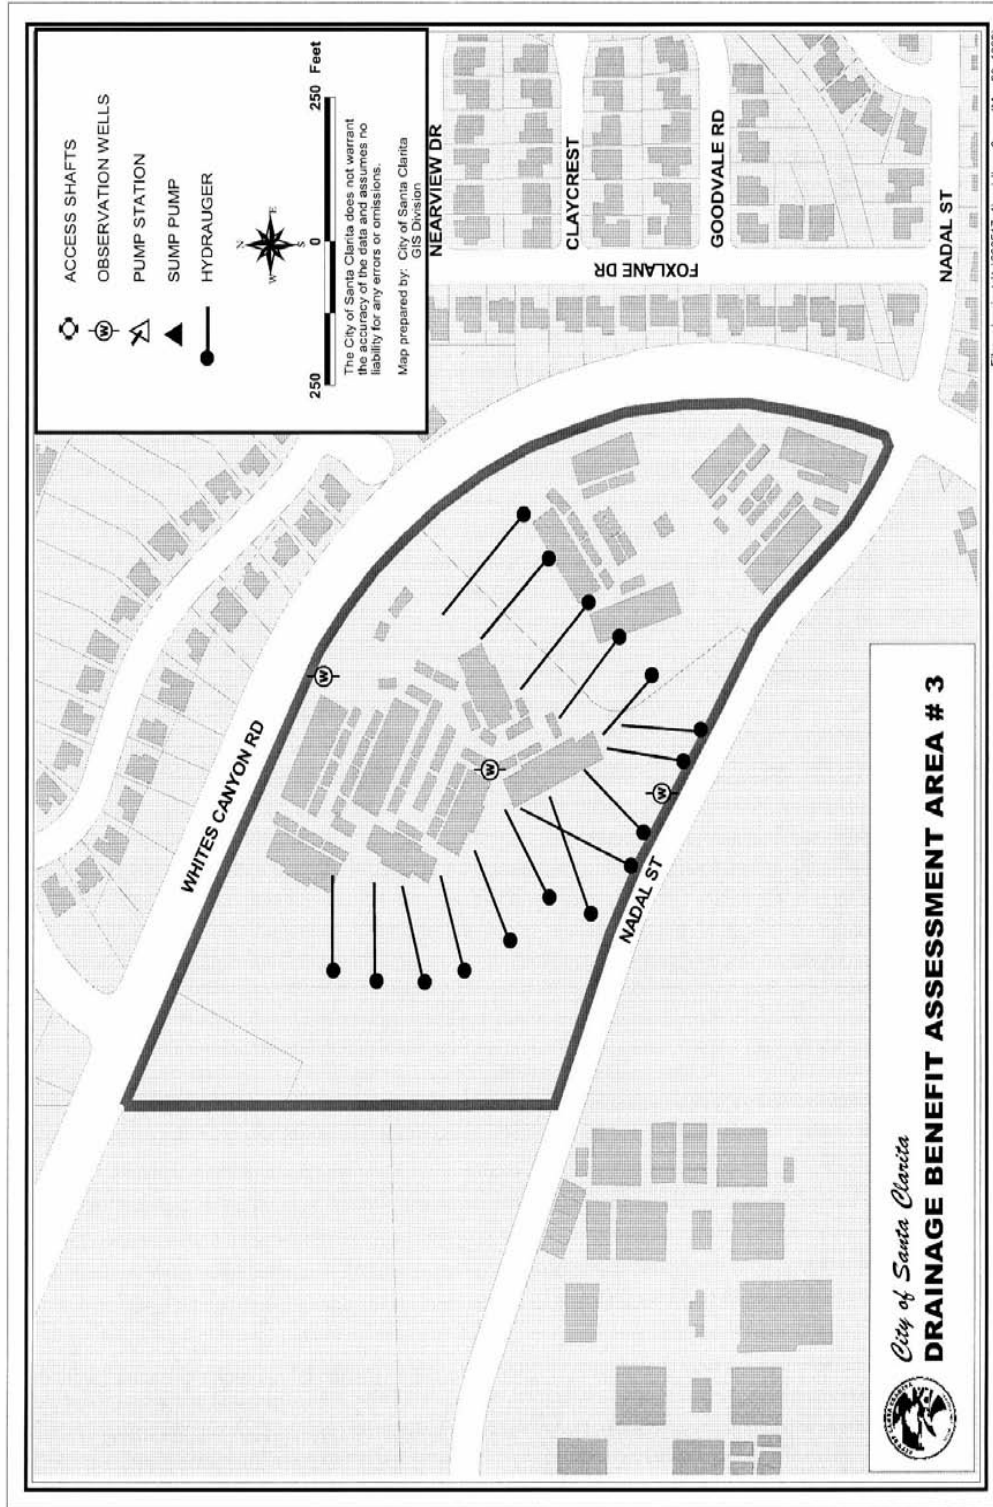 ACCESS SHAFTS
W OBSERVATION WELLS
PUMP STATION
SUMP PUMP
HYDRAUGER
N
W E
S
250 0 250 Feet
The City of Santa Clarita does not warrant
the accuracy of the data and assumes no
liability for any errors or omissions.
Map prepared by: City of Santa Clarita
GIS Division
NEARVIEW DR
CLAYCREST
GOODVALE RD
FOXLANE DR
NADAL ST
WHITES CANYON RD
W
W
W
NADAL ST
City of Santa Clarita
DRAINAGE BENEFIT ASSESSMENT AREA # 3